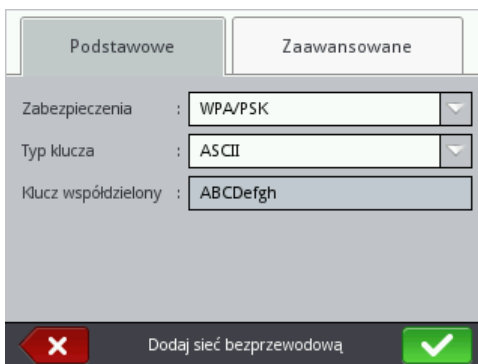 Podstawowe Zaawansowane
Zabezpieczenia : WPA/PSK
Typ klucza : ASCII
Klucz współdzielony : ABCDefgh
Dodaj sieć bezprzewodową